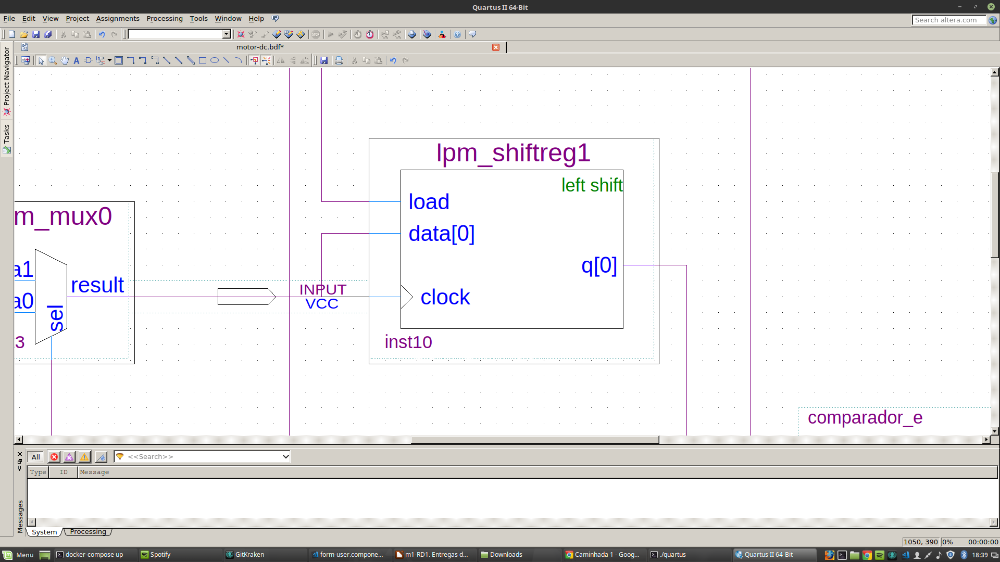 Quartus II 64-Bit
File Edit View Project Assignments Processing Tools Window Help
Search altera.com
STOP
motor-dc.bdf*
A
Project Navigator
Tasks
lpm_shiftreg1
left shift
load
data[0]
q[0]
clock
inst10
m_mux0
a1
a0
result
sel
3
INPUT
VCC
comparador_e
All
<<Search>>
Type ID Message
Messages
System Processing
1050, 390 0% 00:00:00
Menu docker-compose up Spotify GitKraken form-user.compone... m1-RD1. Entregas d... Downloads Caminhada 1 - Goog... ./quartus Quartus II 64-Bit 18:39